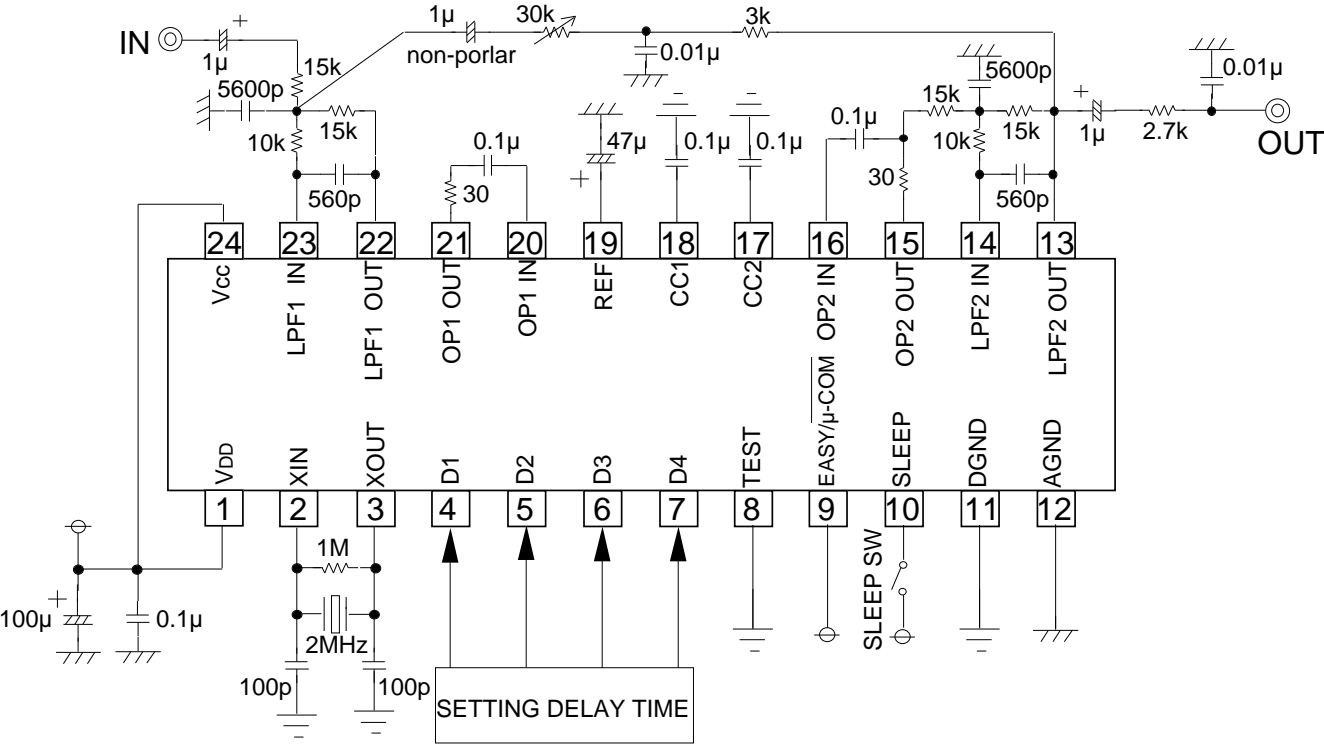 1µ 30k 3k
IN + non-porlar 0.01µ
1µ 15k 5600p 0.01µ
5600p 15k +
15k 0.1µ 15k 1µ 2.7k OUT
10k 0.1µ 47µ 0.1µ 0.1µ 10k
560p 30 + 30 560p
24 23 22 21 20 19 18 17 16 15 14 13
Vcc
LPF1 IN
LPF1 OUT
OP1 OUT
OP1 IN
REF
CC1
CC2
OP2 IN
OP2 OUT
LPF2 IN
LPF2 OUT
VDD
XIN
XOUT
D1
D2
D3
D4
TEST
EASY/µ-COM
SLEEP
DGND
AGND
1 2 3 4 5 6 7 8 9 10 11 12
1M
SLEEP SW
+
100µ 0.1µ
2MHz
100p 100p
SETTING DELAY TIME